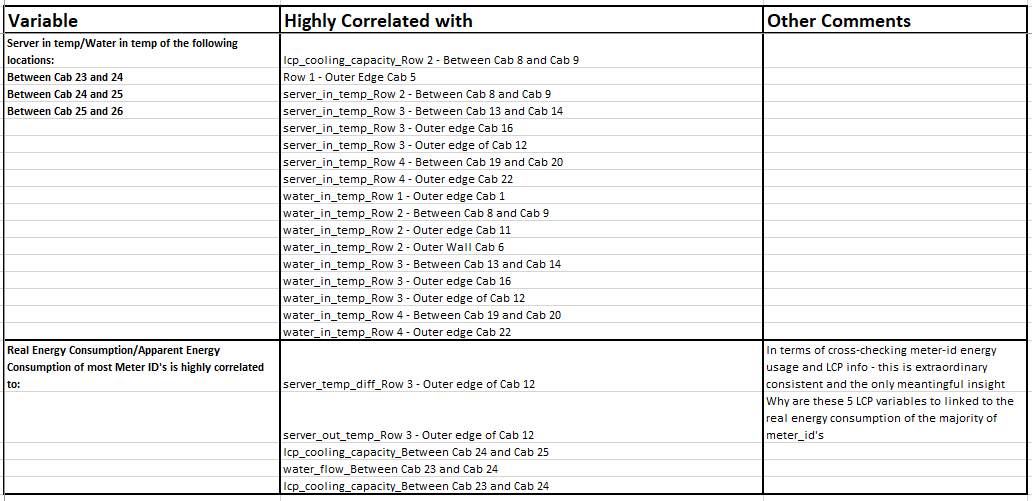 Variable
Highly Correlated with
Other Comments
Server in temp/Water in temp of the following
locations:
lcp_cooling_capacity_Row 2 - Between Cab 8 and Cab 9
Between Cab 23 and 24
Row 1 - Outer Edge Cab 5
Between Cab 24 and 25
server_in_temp_Row 2 - Between Cab 8 and Cab 9
Between Cab 25 and 26
server_in_temp_Row 3 - Between Cab 13 and Cab 14
server_in_temp_Row 3 - Outer edge Cab 16
server_in_temp_Row 3 - Outer edge of Cab 12
server_in_temp_Row 4 - Between Cab 19 and Cab 20
server_in_temp_Row 4 - Outer edge Cab 22
water_in_temp_Row 1 - Outer edge Cab 1
water_in_temp_Row 2 - Between Cab 8 and Cab 9
water_in_temp_Row 2 - Outer edge Cab 11
water_in_temp_Row 2 - Outer Wall Cab 6
water_in_temp_Row 3 - Between Cab 13 and Cab 14
water_in_temp_Row 3 - Outer edge Cab 16
water_in_temp_Row 3 - Outer edge of Cab 12
water_in_temp_Row 4 - Between Cab 19 and Cab 20
water_in_temp_Row 4 - Outer edge Cab 22
Real Energy Consumption/Apparent Energy
Consumption of most Meter ID's is highly correlated
to:
server_temp_diff_Row 3 - Outer edge of Cab 12
In terms of cross-checking meter-id energy
usage and LCP info - this is extraordinary
consistent and the only meantingful insight
Why are these 5 LCP variables to linked to the
real energy consumption of the majority of
meter_id's
server_out_temp_Row 3 - Outer edge of Cab 12
lcp_cooling_capacity_Between Cab 24 and Cab 25
water_flow_Between Cab 23 and Cab 24
lcp_cooling_capacity_Between Cab 23 and Cab 24